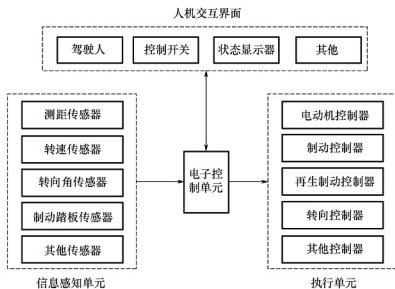 人机交互界面
驾驶人
控制开关
状态显示器
其他
测距传感器
转速传感器
转向角传感器
制动踏板传感器
其他传感器
信息感知单元
电子控
制单元
电动机控制器
制动控制器
再生制动控制器
转向控制器
其他控制器
执行单元